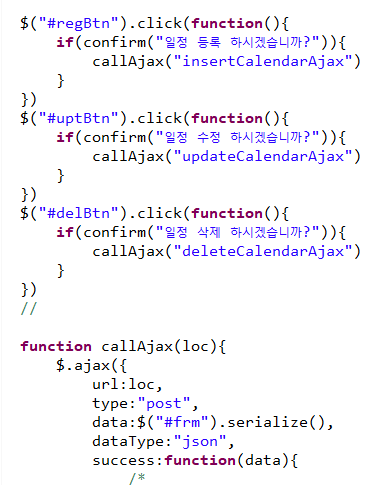 $("#regBtn").click(function(){
    if(confirm("일정 등록 하시겠습니까?")){
        callAjax("insertCalendarAjax")
    }
})
$("#uptBtn").click(function(){
    if(confirm("일정 수정 하시겠습니까?")){
        callAjax("updateCalendarAjax")
    }
})
$("#delBtn").click(function(){
    if(confirm("일정 삭제 하시겠습니까?")){
        callAjax("deleteCalendarAjax")
    }
})
//
function callAjax(loc){
    $.ajax({
        url:loc,
        type:"post",
        data:$("#frm").serialize(),
        dataType:"json",
        success:function(data){
            /*